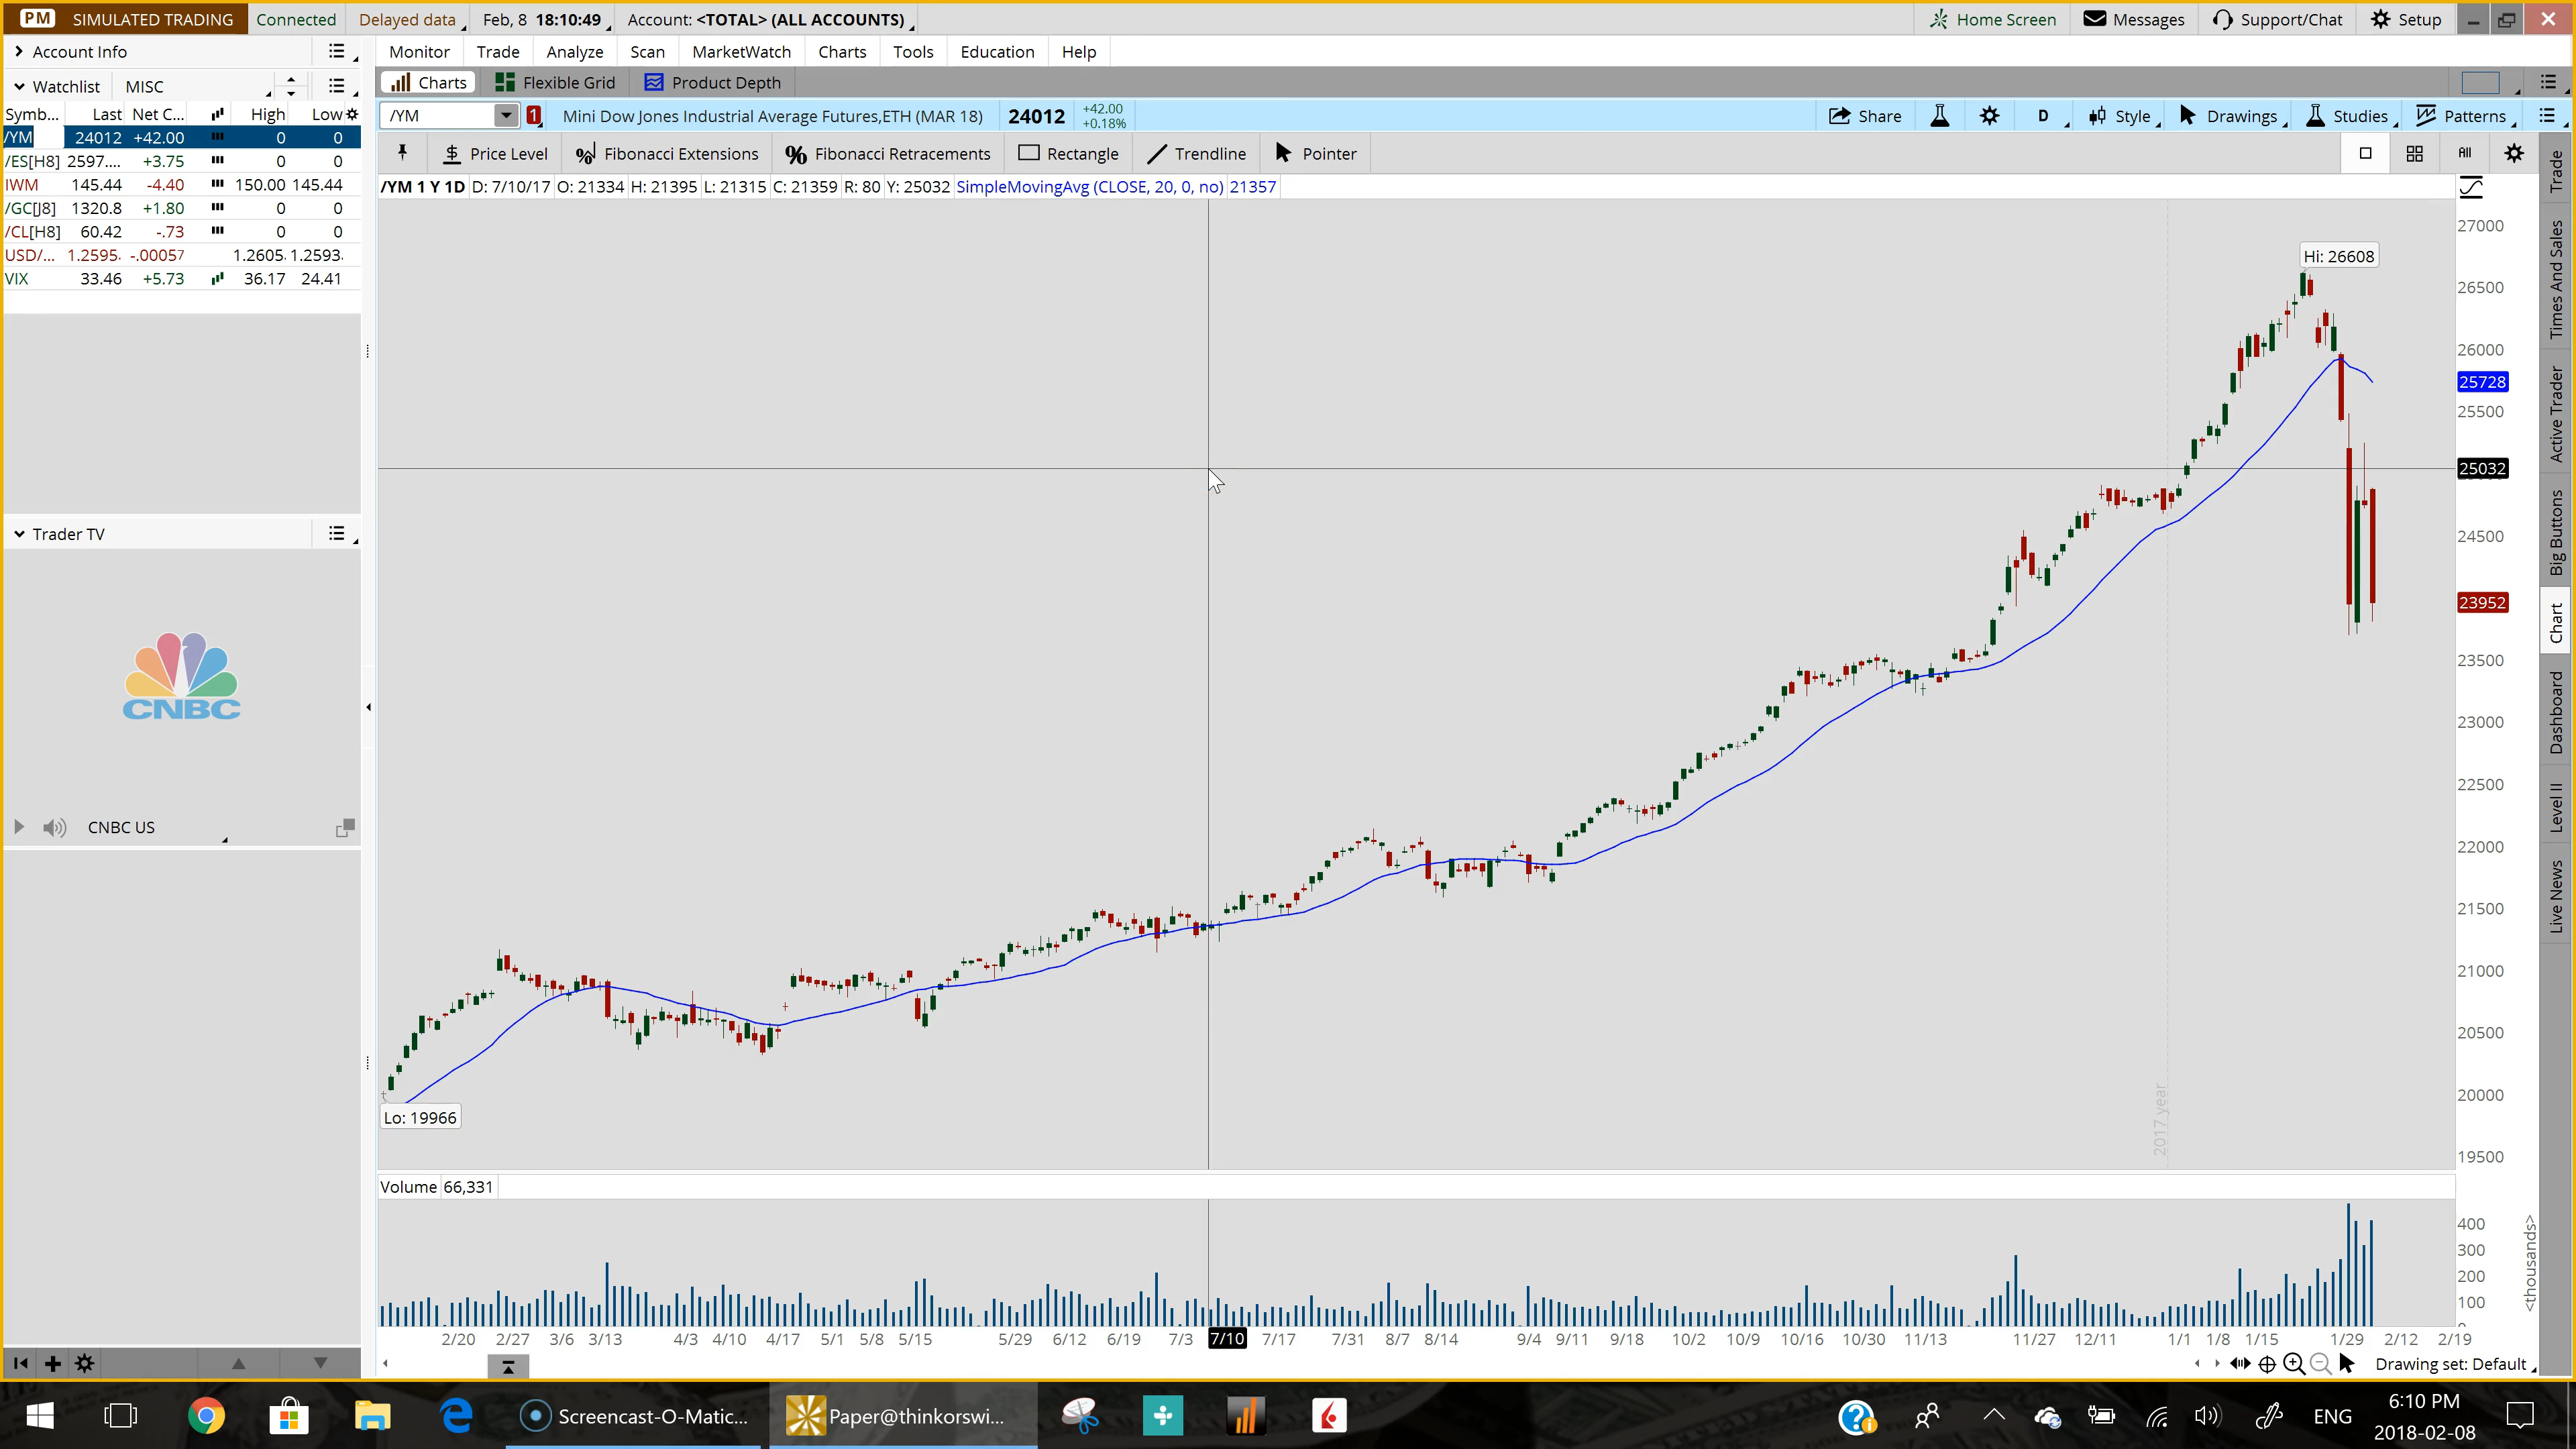 PM SIMULATED TRADING Connected Delayed data Feb, 8 18:10:49 Account: <TOTAL> (ALL ACCOUNTS) Home Screen Messages Support/Chat Setup
Account Info
Monitor Trade Analyze Scan MarketWatch Charts Tools Education Help
Watchlist MISC
Charts Flexible Grid Product Depth
Symb... Last Net C... High Low
/YM 24012 +42.00 0 0
/ES[H8] 2597.... +3.75 0 0
IWM 145.44 -4.40 150.00 145.44
/GC[J8] 1320.8 +1.80 0 0
/CL[H8] 60.42 -.73 0 0
USD/... 1.2595 -.00057 1.2605 1.2593
VIX 33.46 +5.73 36.17 24.41
/YM 1 Mini Dow Jones Industrial Average Futures,ETH (MAR 18) 24012 +42.00 +0.18% Share D Style Drawings Studies Patterns
Price Level Fibonacci Extensions Fibonacci Retracements Rectangle Trendline Pointer All
/YM 1 Y 1D D: 7/10/17 O: 21334 H: 21395 L: 21315 C: 21359 R: 80 Y: 25032 SimpleMovingAvg (CLOSE, 20, 0, no) 21357
27000
Hi: 26608
26500
26000
25728
25500
25032
24500
23952
23500
23000
22500
22000
21500
21000
20500
20000
19500
Lo: 19966
2017 year
Trader TV
CNBC
CNBC US
Volume 66,331
400
300
200
100
<thousands>
2/20 2/27 3/6 3/13 4/3 4/10 4/17 5/1 5/8 5/15 5/29 6/12 6/19 7/3 7/10 7/17 7/31 8/7 8/14 9/4 9/11 9/18 10/2 10/9 10/16 10/30 11/13 11/27 12/11 1/1 1/8 1/15 1/29 2/12 2/19
Drawing set: Default
Trade
Times And Sales
Active Trader
Big Buttons
Chart
Dashboard
Level II
Live News
Screencast-O-Matic... Paper@thinkorswi... ENG 6:10 PM
2018-02-08